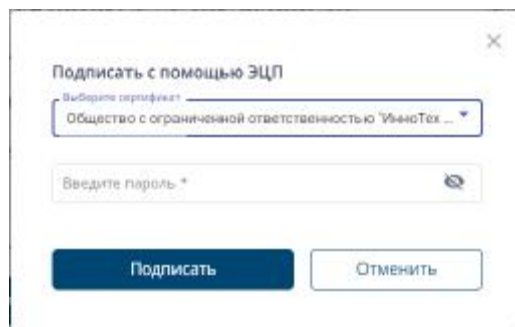 Подписать с помощью ЭЦП
Выберите сертификат
Общество с ограниченной ответственностью "ИнноТех ...
Введите пароль *
Подписать
Отменить